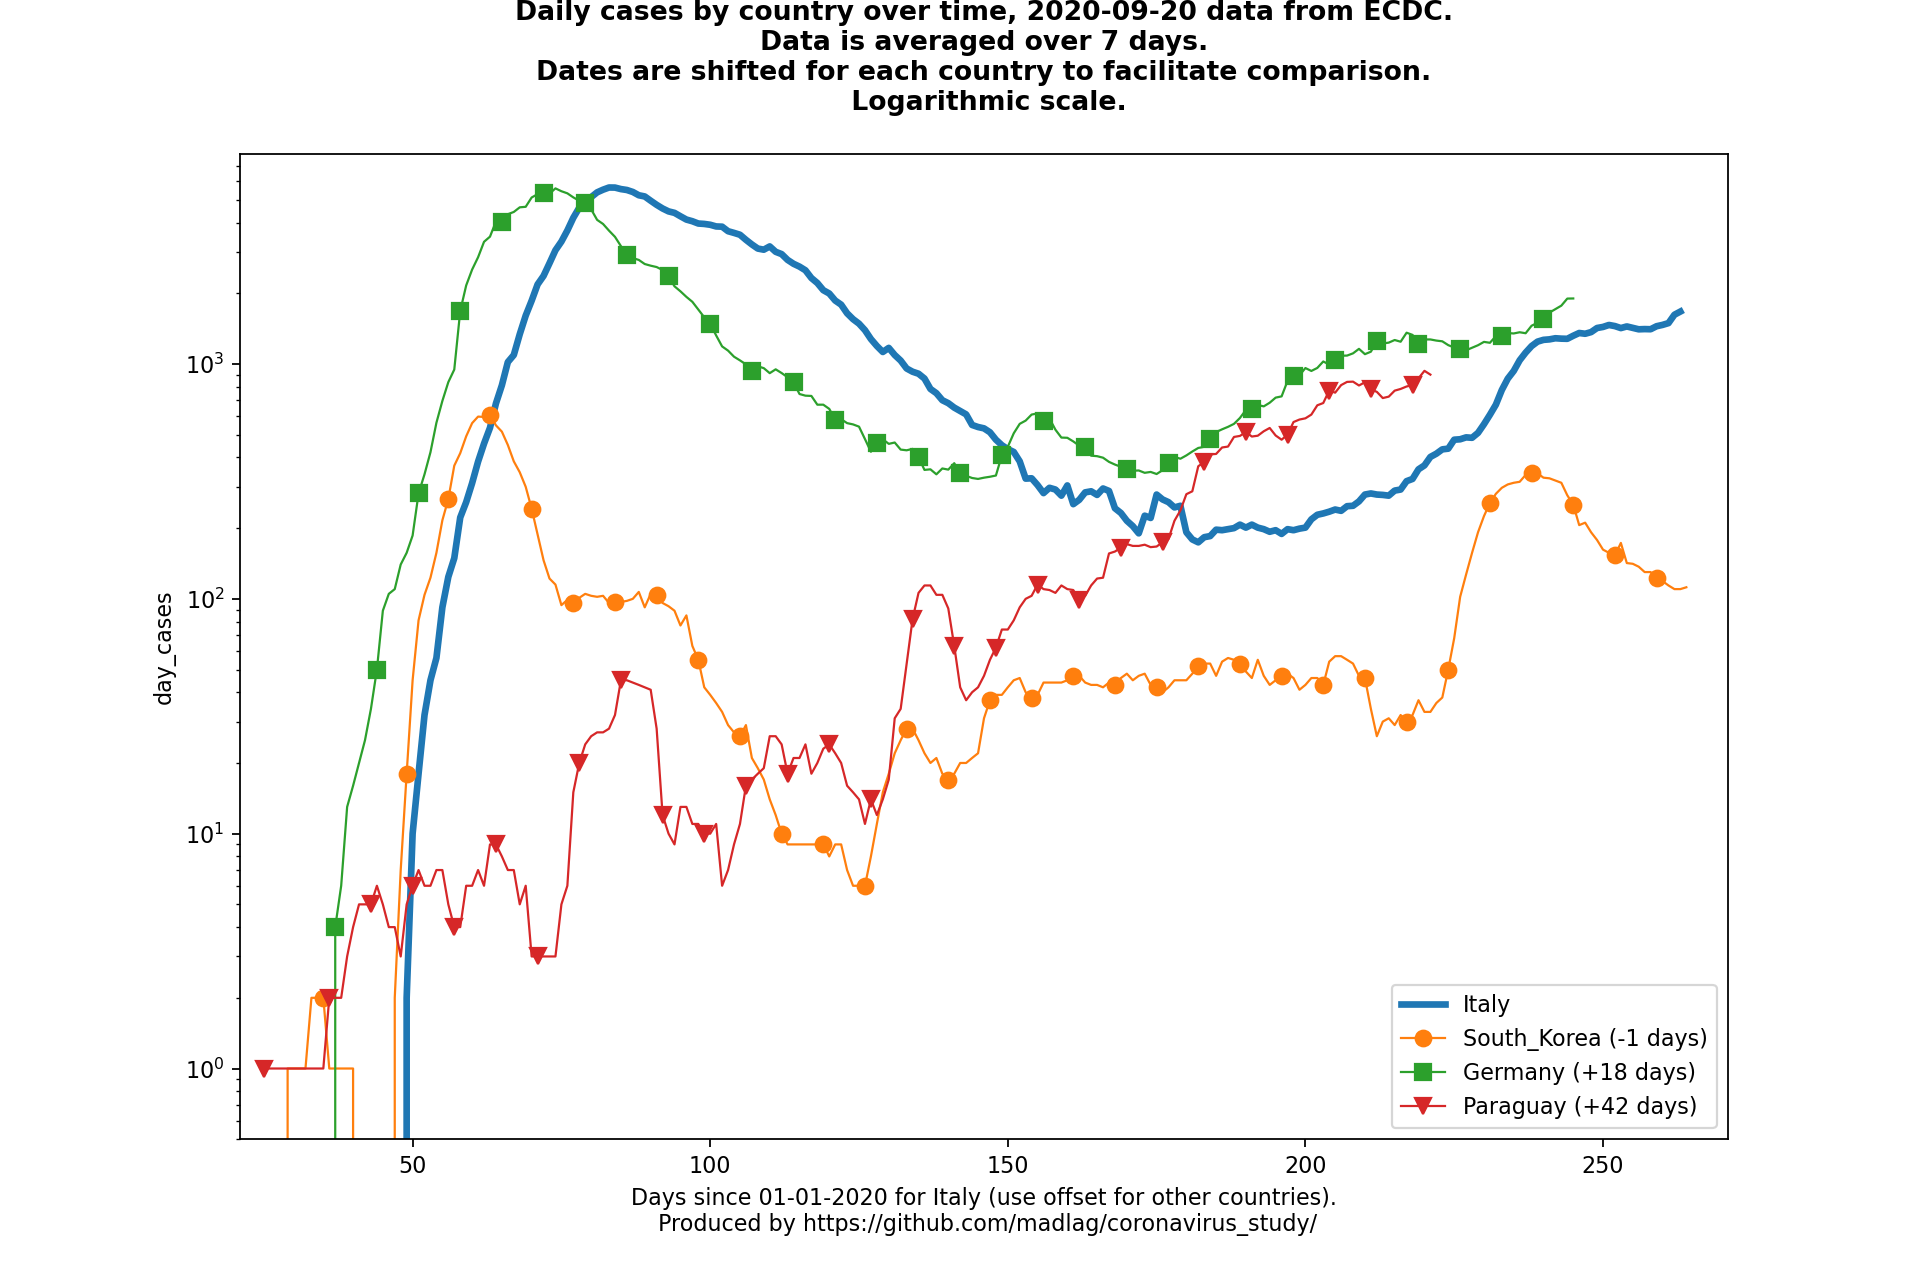 Daily cases by country over time, 2020-09-20 data from ECDC.
Data is averaged over 7 days.
Dates are shifted for each country to facilitate comparison.
Logarithmic scale.
day_cases
10³
10²
10¹
10⁰
50
100
150
200
250
Italy
South_Korea (-1 days)
Germany (+18 days)
Paraguay (+42 days)
Days since 01-01-2020 for Italy (use offset for other countries).
Produced by https://github.com/madlag/coronavirus_study/